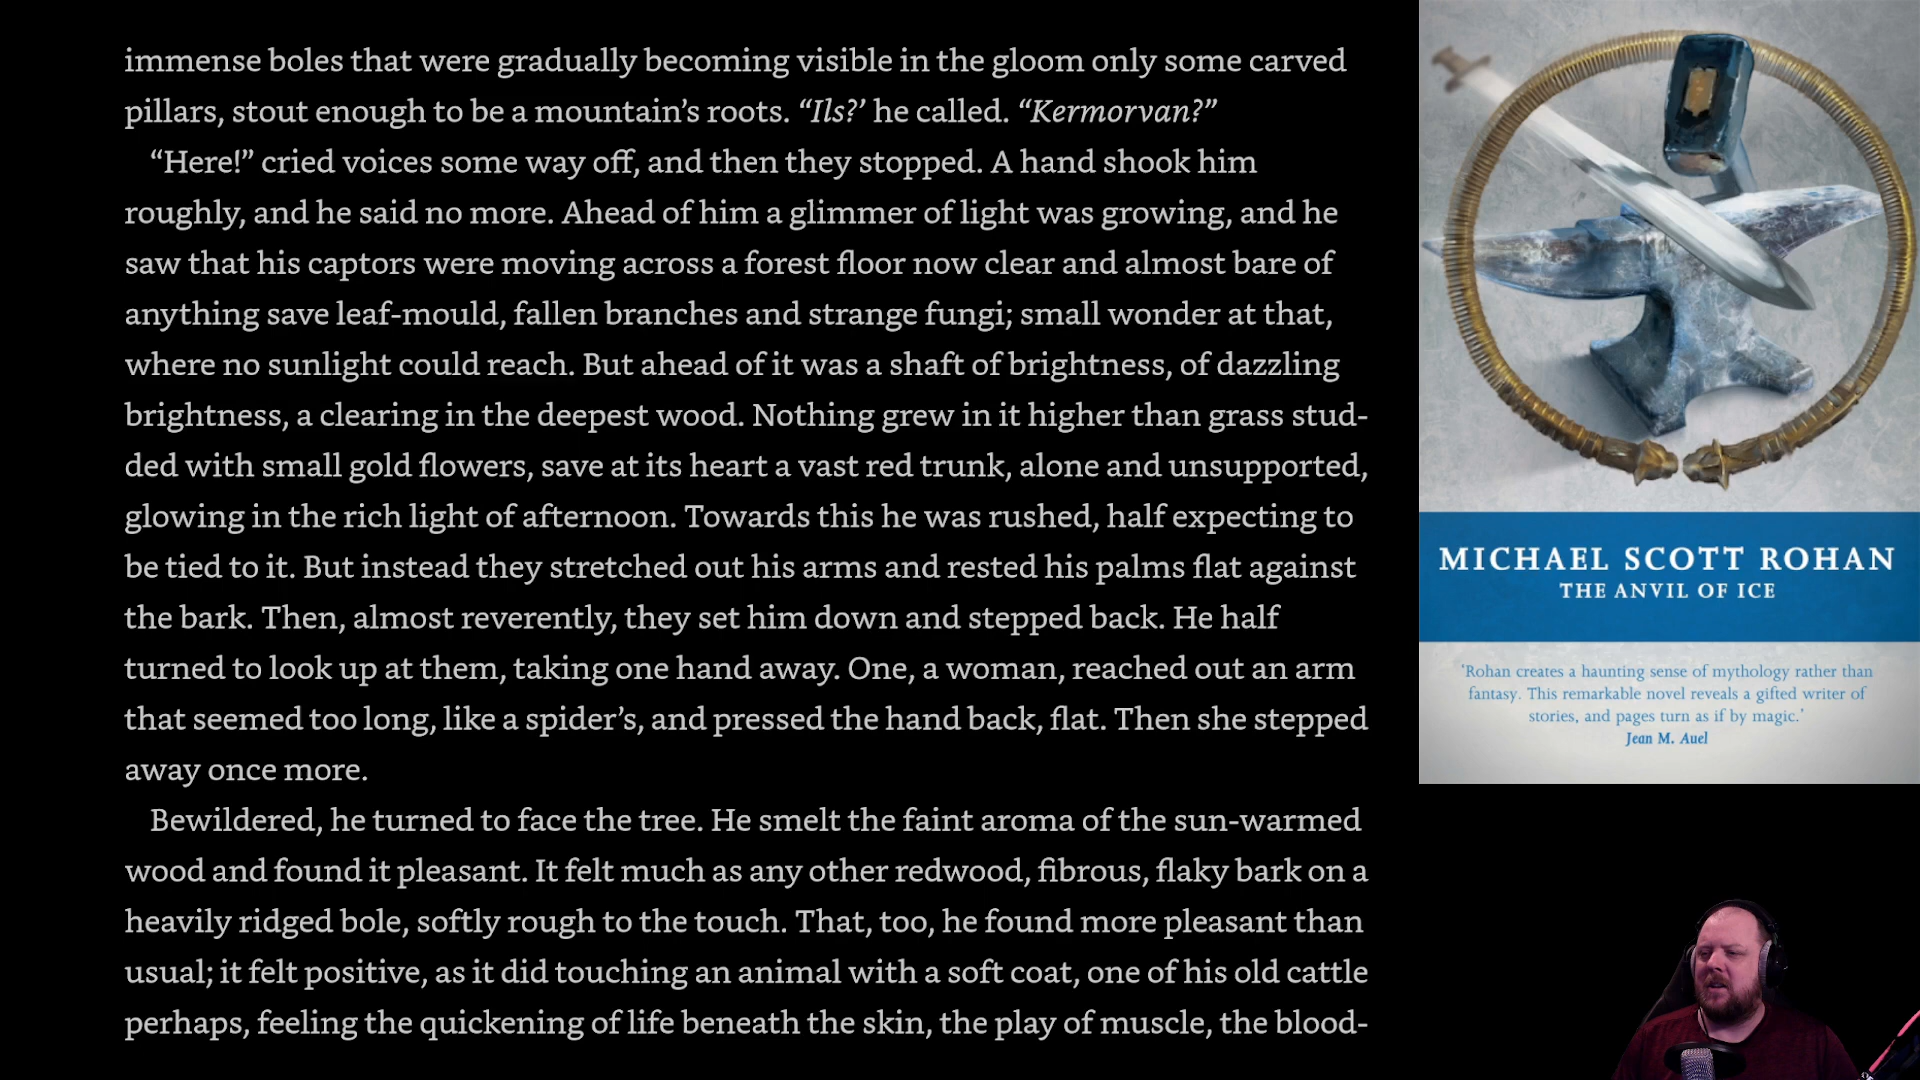 immense boles that were gradually becoming visible in the gloom only some carved
pillars, stout enough to be a mountain’s roots. “Ils?’ he called. “Kermorvan?”
“Here!” cried voices some way off, and then they stopped. A hand shook him
roughly, and he said no more. Ahead of him a glimmer of light was growing, and he
saw that his captors were moving across a forest floor now clear and almost bare of
anything save leaf-mould, fallen branches and strange fungi; small wonder at that,
where no sunlight could reach. But ahead of it was a shaft of brightness, of dazzling
brightness, a clearing in the deepest wood. Nothing grew in it higher than grass stud-
ded with small gold flowers, save at its heart a vast red trunk, alone and unsupported,
glowing in the rich light of afternoon. Towards this he was rushed, half expecting to
be tied to it. But instead they stretched out his arms and rested his palms flat against
the bark. Then, almost reverently, they set him down and stepped back. He half
turned to look up at them, taking one hand away. One, a woman, reached out an arm
that seemed too long, like a spider’s, and pressed the hand back, flat. Then she stepped
away once more.
Bewildered, he turned to face the tree. He smelt the faint aroma of the sun-warmed
wood and found it pleasant. It felt much as any other redwood, fibrous, flaky bark on a
heavily ridged bole, softly rough to the touch. That, too, he found more pleasant than
usual; it felt positive, as it did touching an animal with a soft coat, one of his old cattle
perhaps, feeling the quickening of life beneath the skin, the play of muscle, the blood-
MICHAEL SCOTT ROHAN
THE ANVIL OF ICE
‘Rohan creates a haunting sense of mythology rather than
fantasy. This remarkable novel reveals a gifted writer of
stories, and pages turn as if by magic.’
Jean M. Auel